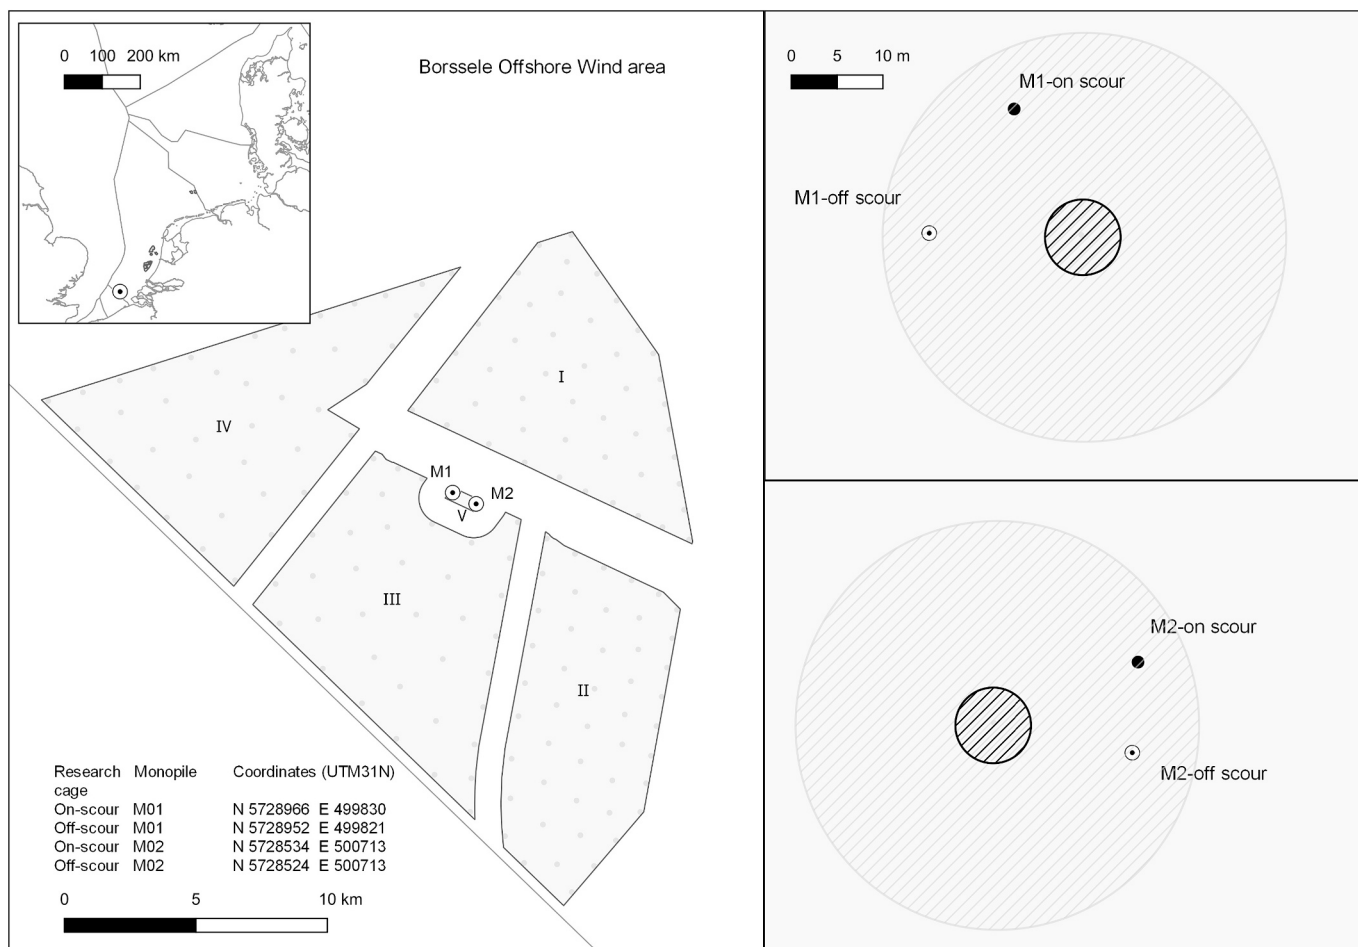 0 100 200 km
Borssele Offshore Wind area
I
IV
M1
M2
V
III
II
Research Monopile Coordinates (UTM31N)
cage
On-scour M01 N 5728966 E 499830
Off-scour M01 N 5728952 E 499821
On-scour M02 N 5728534 E 500713
Off-scour M02 N 5728524 E 500713
0 5 10 km
0 5 10 m
M1-on scour
M1-off scour
M2-on scour
M2-off scour